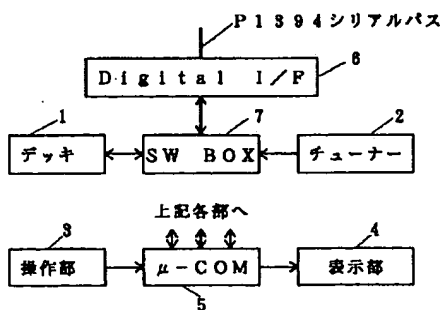 P1394シリアルバス
Digital I/F
6
1
7
2
デッキ
SW BOX
チューナー
上記各部へ
3
4
操作部
μ-COM
表示部
5